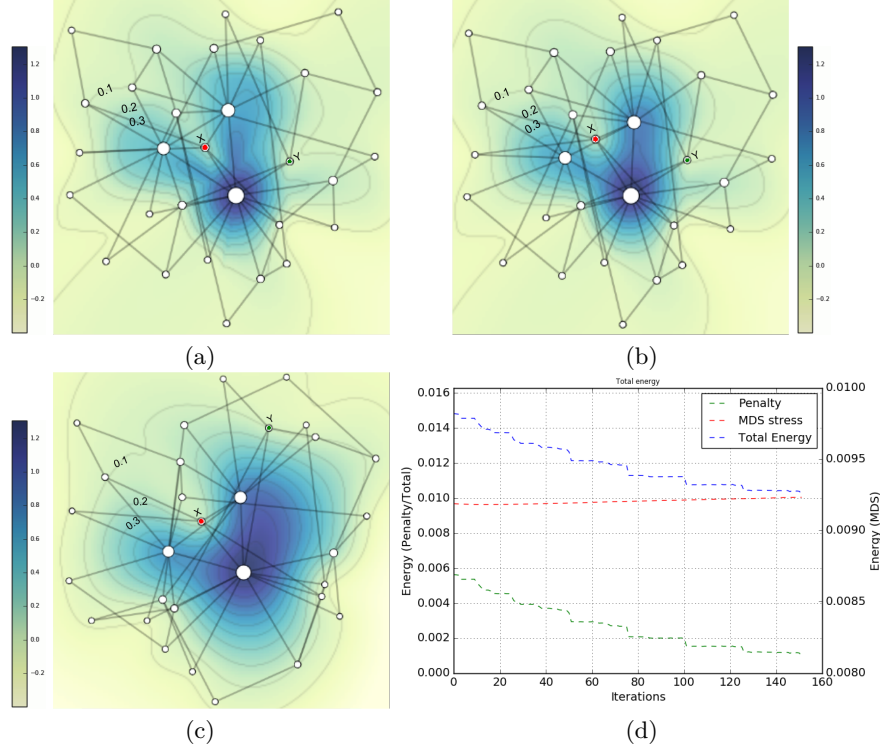 1.2
1.0
0.8
0.6
0.4
0.2
0.0
−0.2
0.1
0.2
0.3
X
Y
(a)
0.1
0.2
0.3
X
Y
1.2
1.0
0.8
0.6
0.4
0.2
0.0
−0.2
(b)
1.2
1.0
0.8
0.6
0.4
0.2
0.0
−0.2
0.1
0.2
0.3
X
Y
(c)
Total energy
Penalty
MDS stress
Total Energy
Energy (Penalty/Total)
0.016
0.014
0.012
0.010
0.008
0.006
0.004
0.002
0.000
0.0100
0.0095
0.0090
0.0085
0.0080
Energy (MDS)
0 20 40 60 80 100 120 140 160
Iterations
(d)